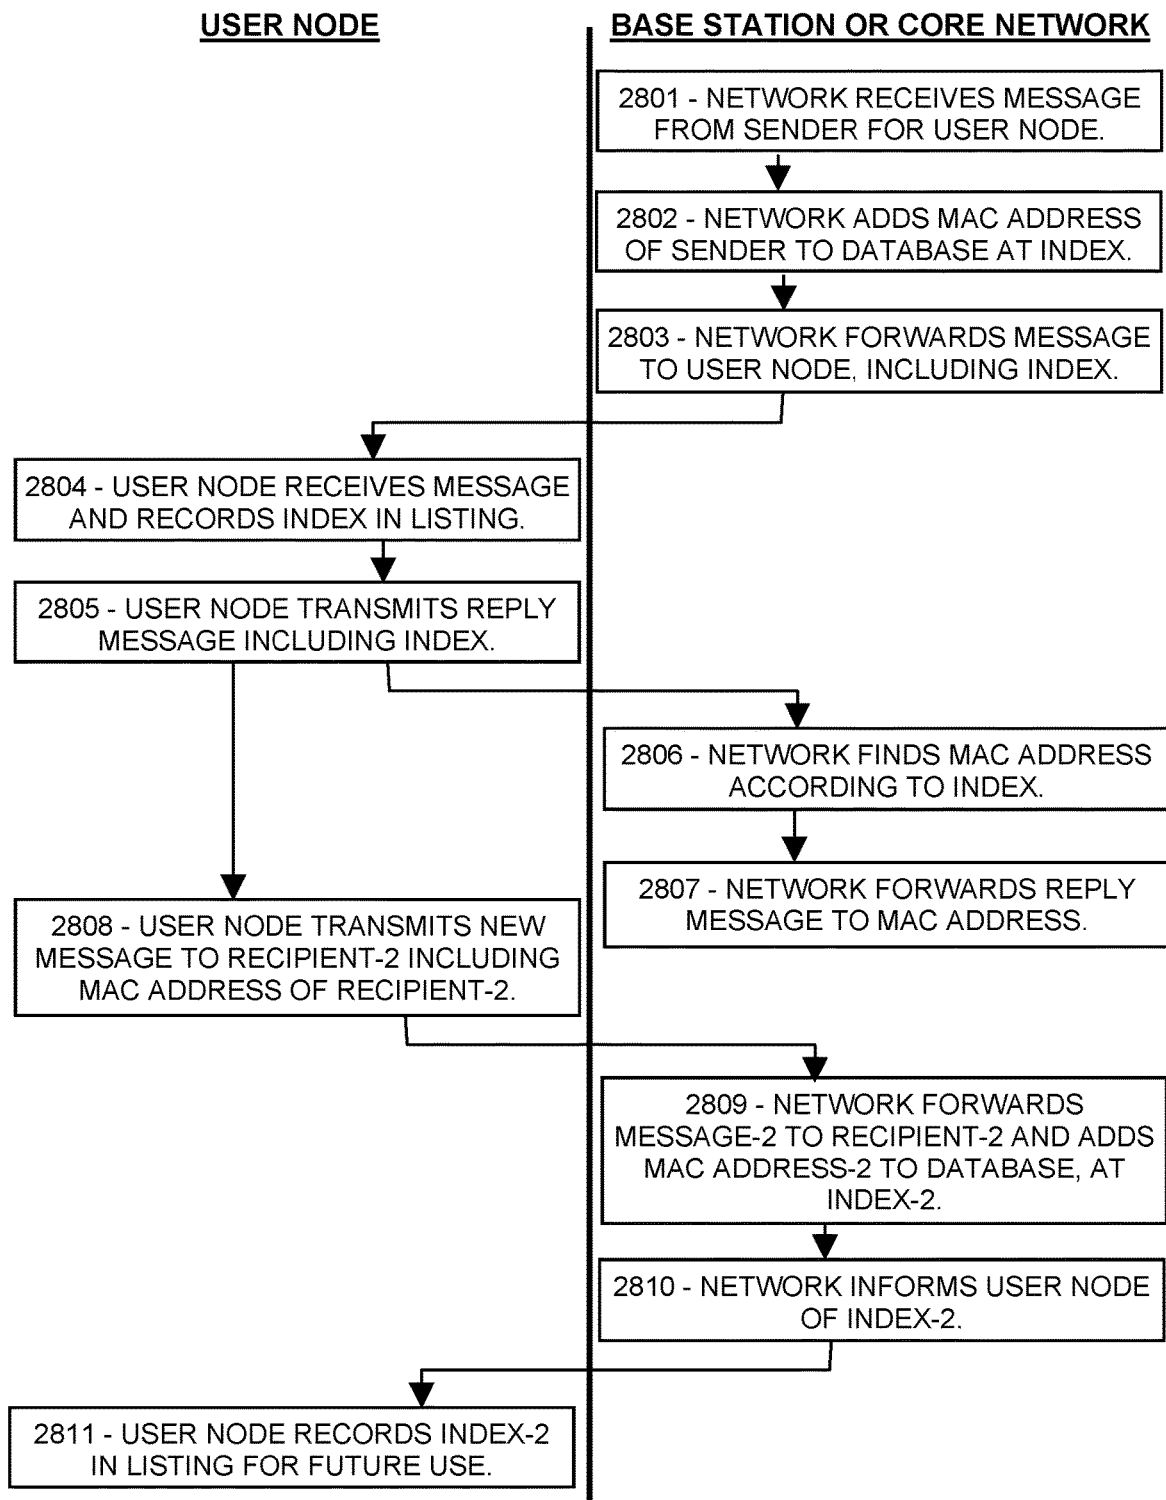 USER NODE
BASE STATION OR CORE NETWORK
2801 - NETWORK RECEIVES MESSAGE
FROM SENDER FOR USER NODE.
2802 - NETWORK ADDS MAC ADDRESS
OF SENDER TO DATABASE AT INDEX.
2803 - NETWORK FORWARDS MESSAGE
TO USER NODE, INCLUDING INDEX.
2804 - USER NODE RECEIVES MESSAGE
AND RECORDS INDEX IN LISTING.
2805 - USER NODE TRANSMITS REPLY
MESSAGE INCLUDING INDEX.
2806 - NETWORK FINDS MAC ADDRESS
ACCORDING TO INDEX.
2807 - NETWORK FORWARDS REPLY
MESSAGE TO MAC ADDRESS.
2808 - USER NODE TRANSMITS NEW
MESSAGE TO RECIPIENT-2 INCLUDING
MAC ADDRESS OF RECIPIENT-2.
2809 - NETWORK FORWARDS
MESSAGE-2 TO RECIPIENT-2 AND ADDS
MAC ADDRESS-2 TO DATABASE, AT
INDEX-2.
2810 - NETWORK INFORMS USER NODE
OF INDEX-2.
2811 - USER NODE RECORDS INDEX-2
IN LISTING FOR FUTURE USE.